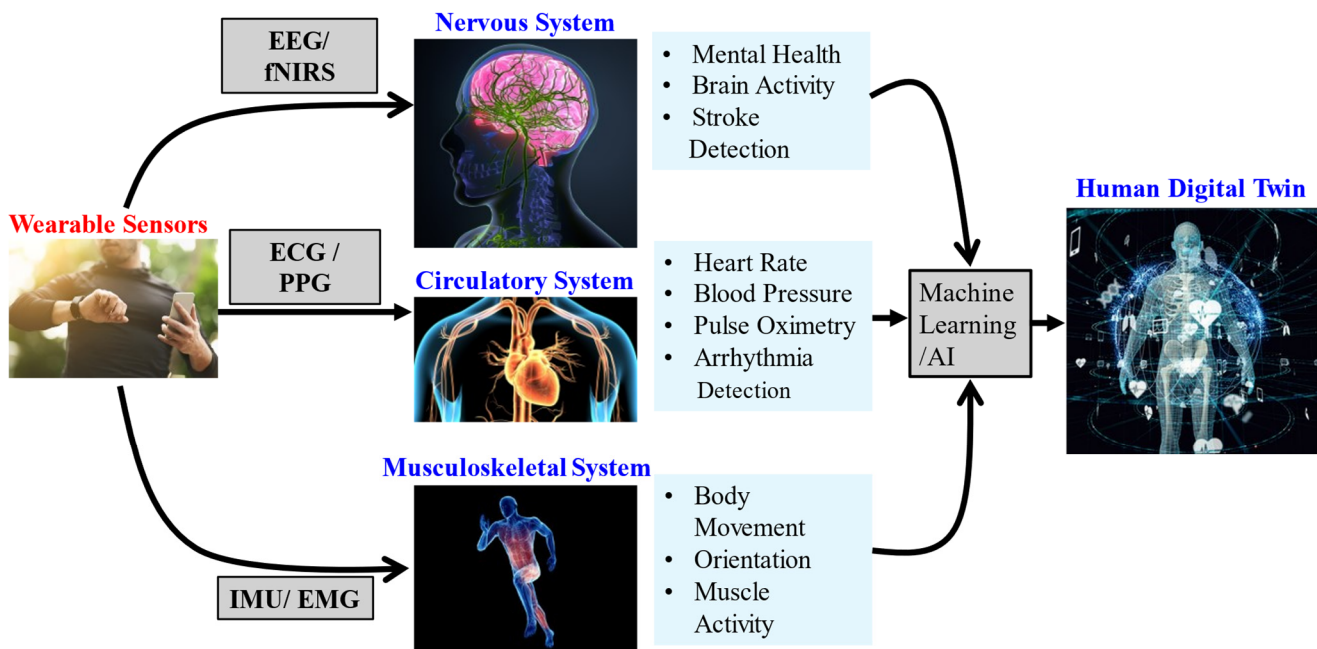 Wearable Sensors
EEG/
fNIRS
Nervous System
• Mental Health
• Brain Activity
• Stroke
Detection
ECG /
PPG
Circulatory System
• Heart Rate
• Blood Pressure
• Pulse Oximetry
• Arrhythmia
Detection
IMU/ EMG
Musculoskeletal System
• Body
Movement
• Orientation
• Muscle
Activity
Machine
Learning
/AI
Human Digital Twin